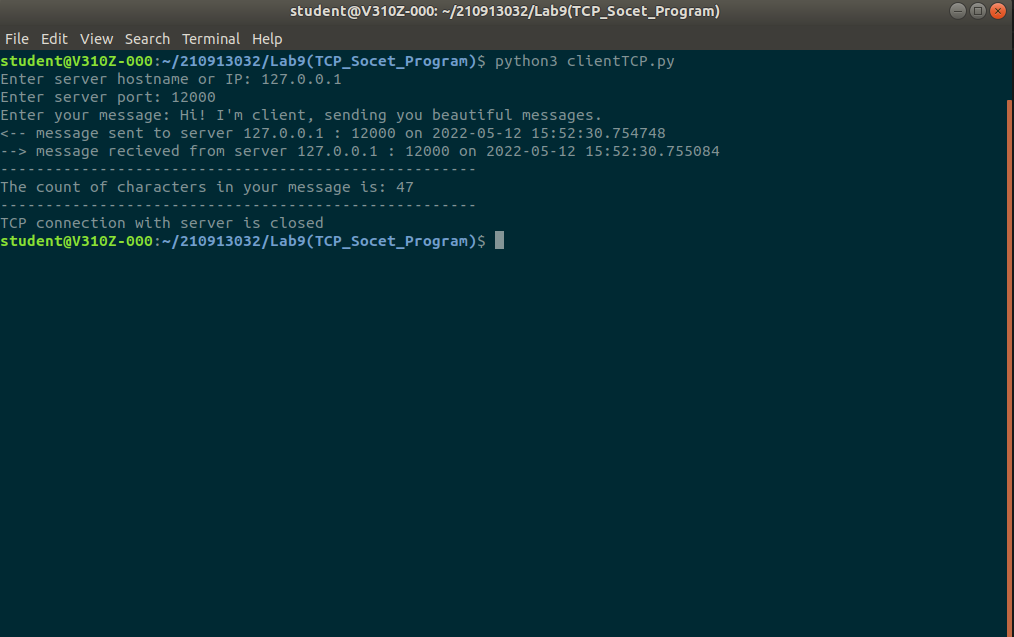 student@V310Z-000: ~/210913032/Lab9(TCP_Socet_Program)
File Edit View Search Terminal Help
student@V310Z-000:~/210913032/Lab9(TCP_Socet_Program)$ python3 clientTCP.py
Enter server hostname or IP: 127.0.0.1
Enter server port: 12000
Enter your message: Hi! I'm client, sending you beautiful messages.
<-- message sent to server 127.0.0.1 : 12000 on 2022-05-12 15:52:30.754748
--> message recieved from server 127.0.0.1 : 12000 on 2022-05-12 15:52:30.755084
-----------------------------------------------------
The count of characters in your message is: 47
-----------------------------------------------------
TCP connection with server is closed
student@V310Z-000:~/210913032/Lab9(TCP_Socet_Program)$